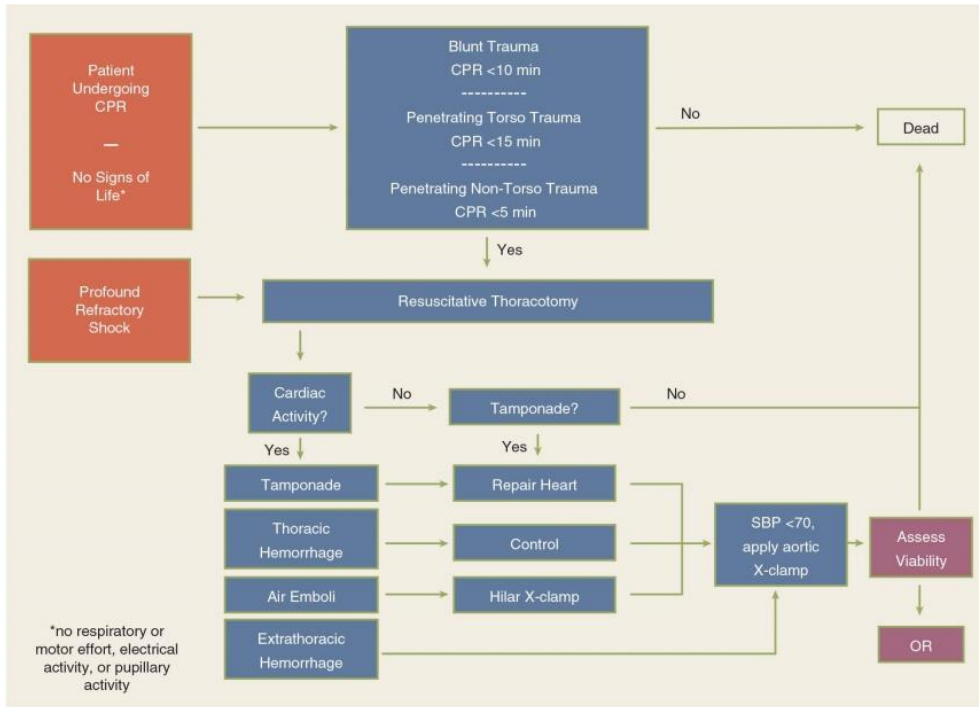 Patient
Undergoing
CPR
—
No Signs of
Life*
Blunt Trauma
CPR <10 min
----------
Penetrating Torso Trauma
CPR <15 min
----------
Penetrating Non-Torso Trauma
CPR <5 min
No
Dead
Yes
Profound
Refractory
Shock
Resuscitative Thoracotomy
Cardiac
Activity?
No
Tamponade?
No
Yes
Yes
Tamponade
Repair Heart
Thoracic
Hemorrhage
Control
SBP <70,
apply aortic
X-clamp
Assess
Viability
Air Emboli
Hilar X-clamp
Extrathoracic
Hemorrhage
OR
*no respiratory or
motor effort, electrical
activity, or pupillary
activity